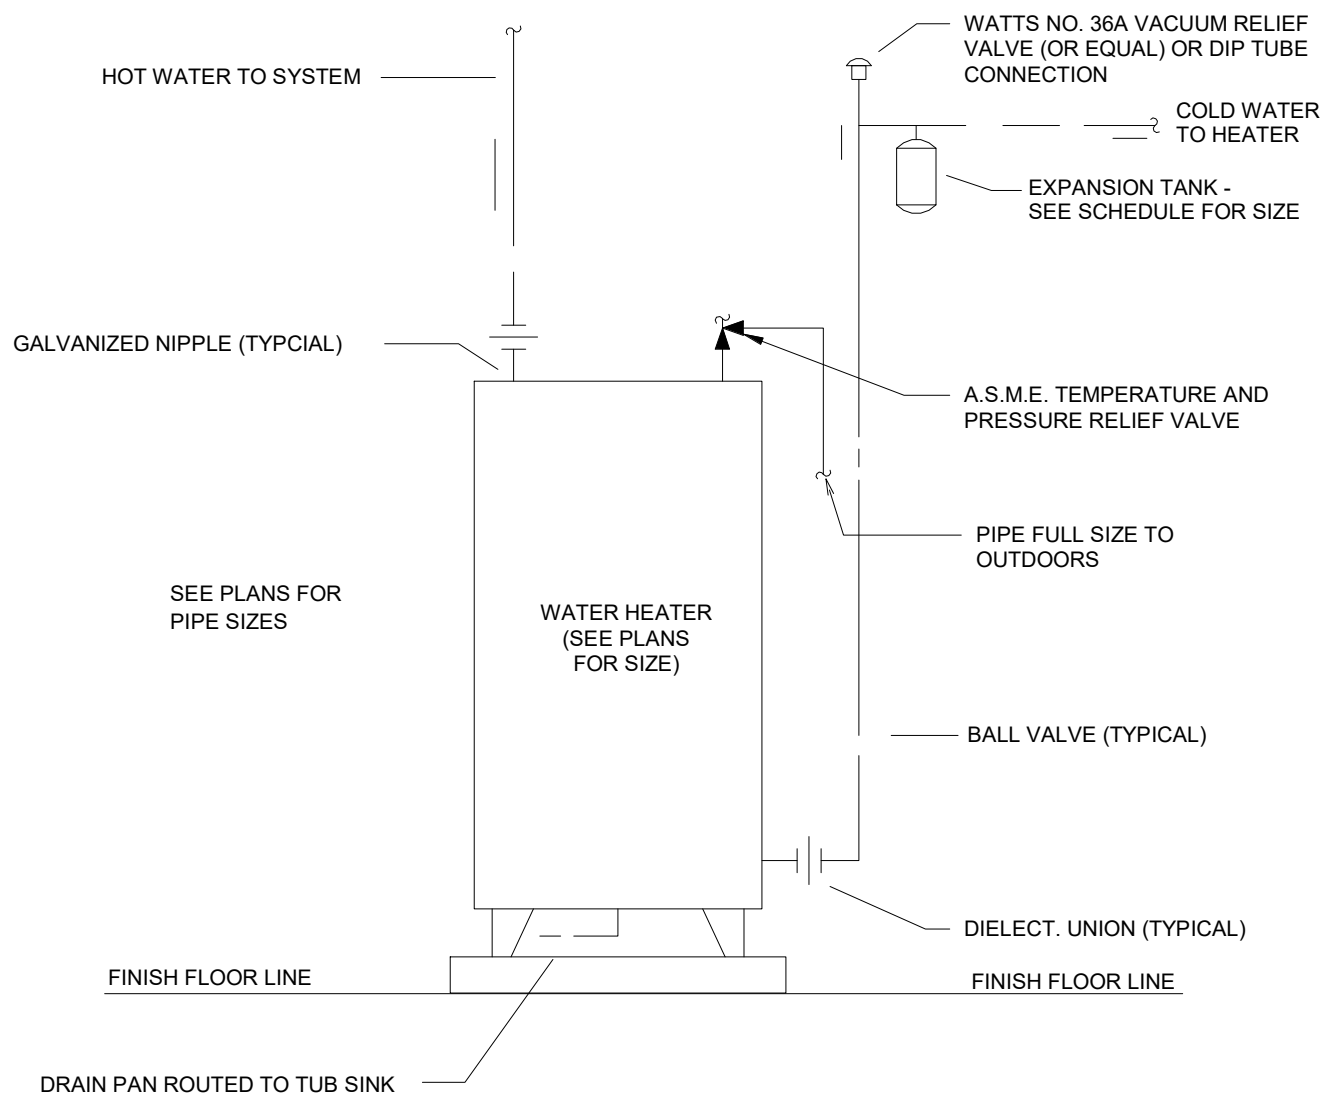 WATTS NO. 36A VACUUM RELIEF
VALVE (OR EQUAL) OR DIP TUBE
CONNECTION
HOT WATER TO SYSTEM
COLD WATER
TO HEATER
EXPANSION TANK -
SEE SCHEDULE FOR SIZE
GALVANIZED NIPPLE (TYPCIAL)
A.S.M.E. TEMPERATURE AND
PRESSURE RELIEF VALVE
PIPE FULL SIZE TO
OUTDOORS
SEE PLANS FOR
PIPE SIZES
WATER HEATER
(SEE PLANS
FOR SIZE)
BALL VALVE (TYPICAL)
DIELECT. UNION (TYPICAL)
FINISH FLOOR LINE
FINISH FLOOR LINE
DRAIN PAN ROUTED TO TUB SINK